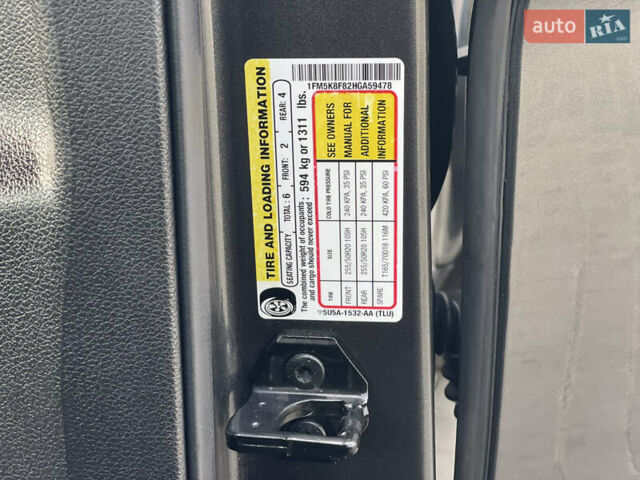 auto RIA .com
1FM5K8F82HGA59478
TIRE AND LOADING INFORMATION
SEATING CAPACITY TOTAL: 6 FRONT: 2 REAR: 4
The combined weight of occupants and cargo should never exceed: 594 kg or 1311 lbs.
TIRE SIZE COLD TIRE PRESSURE
FRONT 255/50R20 105H 240 KPA, 35 PSI
REAR 255/50R20 105H 240 KPA, 35 PSI
SPARE T165/70D18 116M 420 KPA, 60 PSI
SEE OWNERS
MANUAL FOR
ADDITIONAL
INFORMATION
5U5A-1532-AA (TLU)